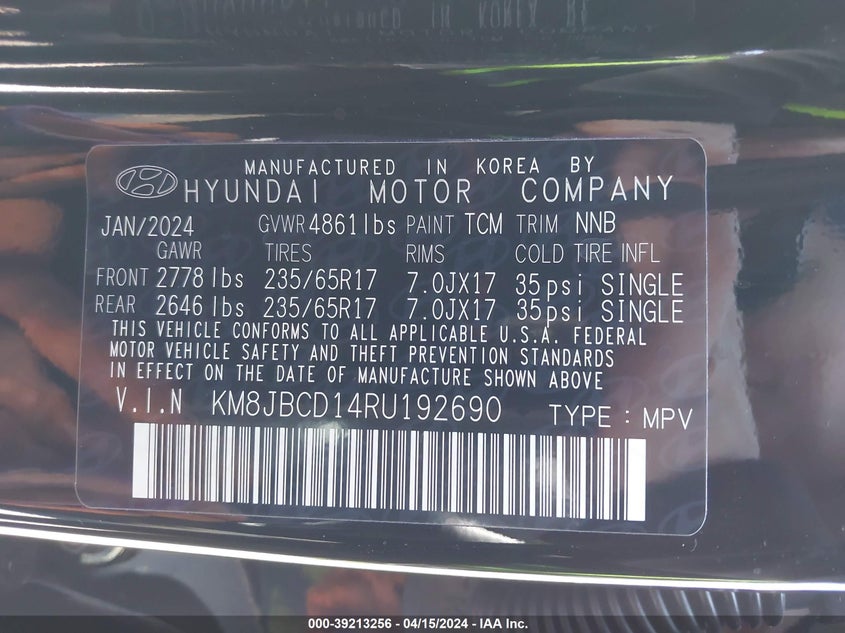 MANUFACTURED IN KOREA BY
HYUNDAI MOTOR COMPANY
JAN/2024 GVWR 4861lbs PAINT TCM TRIM NNB
GAWR TIRES RIMS COLD TIRE INFL
FRONT 2778 lbs 235/65R17 7.0JX17 35psi SINGLE
REAR 2646 lbs 235/65R17 7.0JX17 35psi SINGLE
THIS VEHICLE CONFORMS TO ALL APPLICABLE U.S.A. FEDERAL
MOTOR VEHICLE SAFETY AND THEFT PREVENTION STANDARDS
IN EFFECT ON THE DATE OF MANUFACTURE SHOWN ABOVE
V.I.N KM8JBCD14RU192690 TYPE : MPV
000-39213256 - 04/15/2024 - IAA Inc.